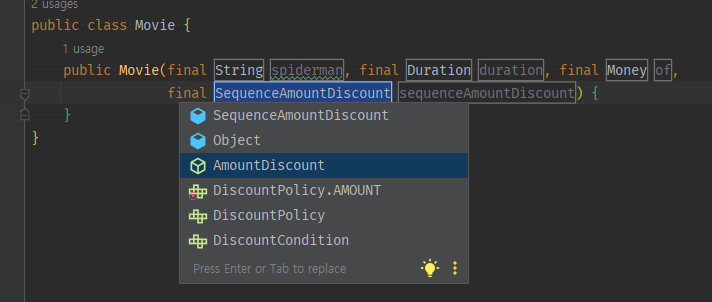 2 usages
public class Movie {
1 usage
public Movie(final String spiderman, final Duration duration, final Money of,
final SequenceAmountDiscount sequenceAmountDiscount) {
}
}
SequenceAmountDiscount
Object
AmountDiscount
DiscountPolicy.AMOUNT
DiscountPolicy
DiscountCondition
Press Enter or Tab to replace